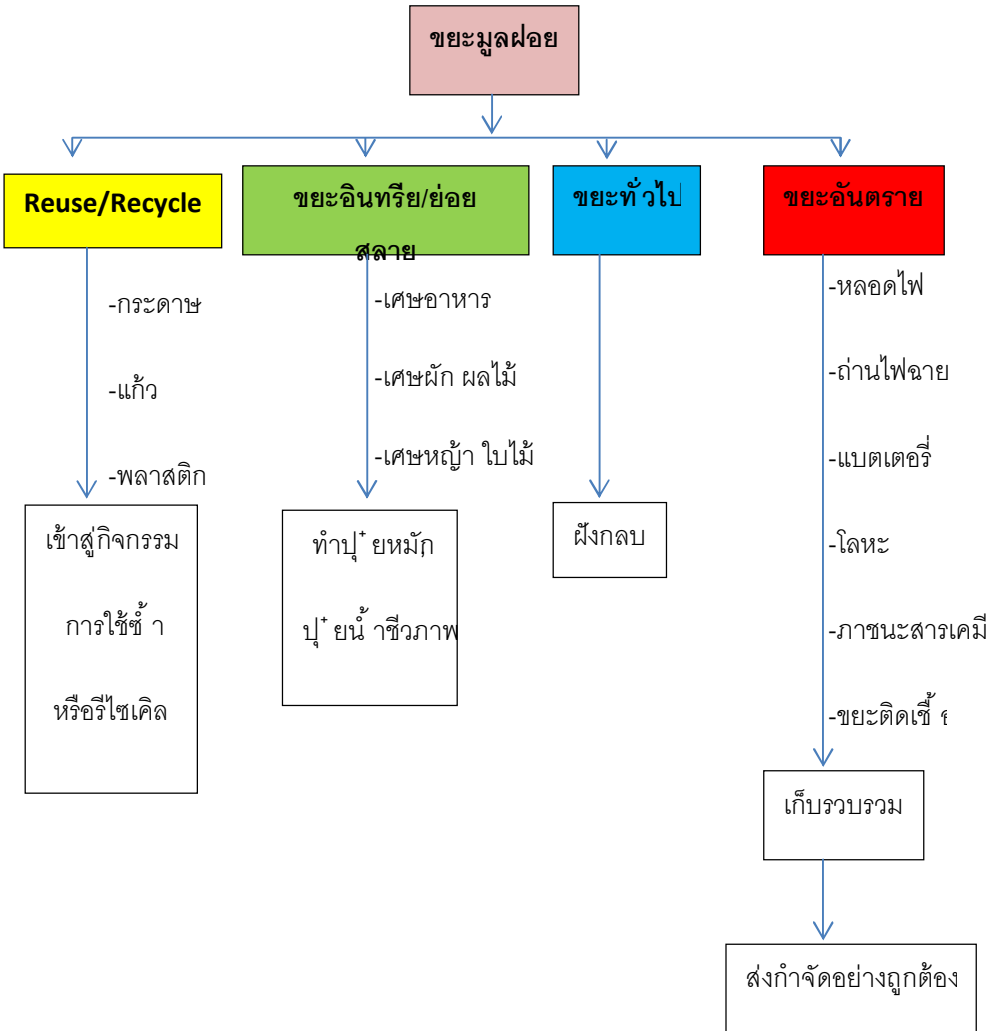 ขยะมูลฝอย
Reuse/Recycle
-กระดาษ
-แก้ว
-พลาสติก
เข้าสู่กิจกรรม
การใช้ซ้ำ
หรือรีไซเคิล
ขยะอินทรีย/ย่อย
สลาย
-เศษอาหาร
-เศษผัก ผลไม้
-เศษหญ้า ใบไม้
ทำปุ๋ยหมัก
ปุ๋ยน้ำชีวภาพ
ขยะทั่วไป
ฝังกลบ
ขยะอันตราย
-หลอดไฟ
-ถ่านไฟฉาย
-แบตเตอรี่
-โลหะ
-ภาชนะสารเคมี
-ขยะติดเชื้อ
เก็บรวบรวม
ส่งกำจัดอย่างถูกต้อง